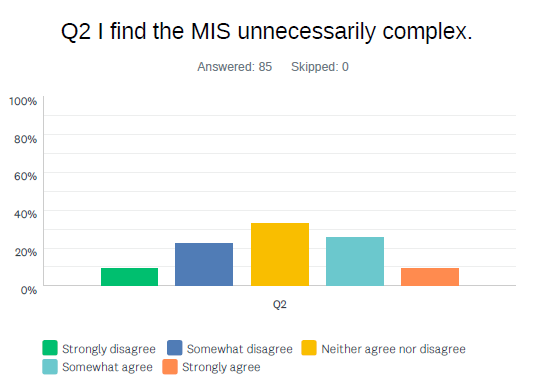 Q2 I find the MIS unnecessarily complex.
Answered: 85 Skipped: 0
100%
80%
60%
40%
20%
0%
Q2
Strongly disagree Somewhat disagree Neither agree nor disagree
Somewhat agree Strongly agree